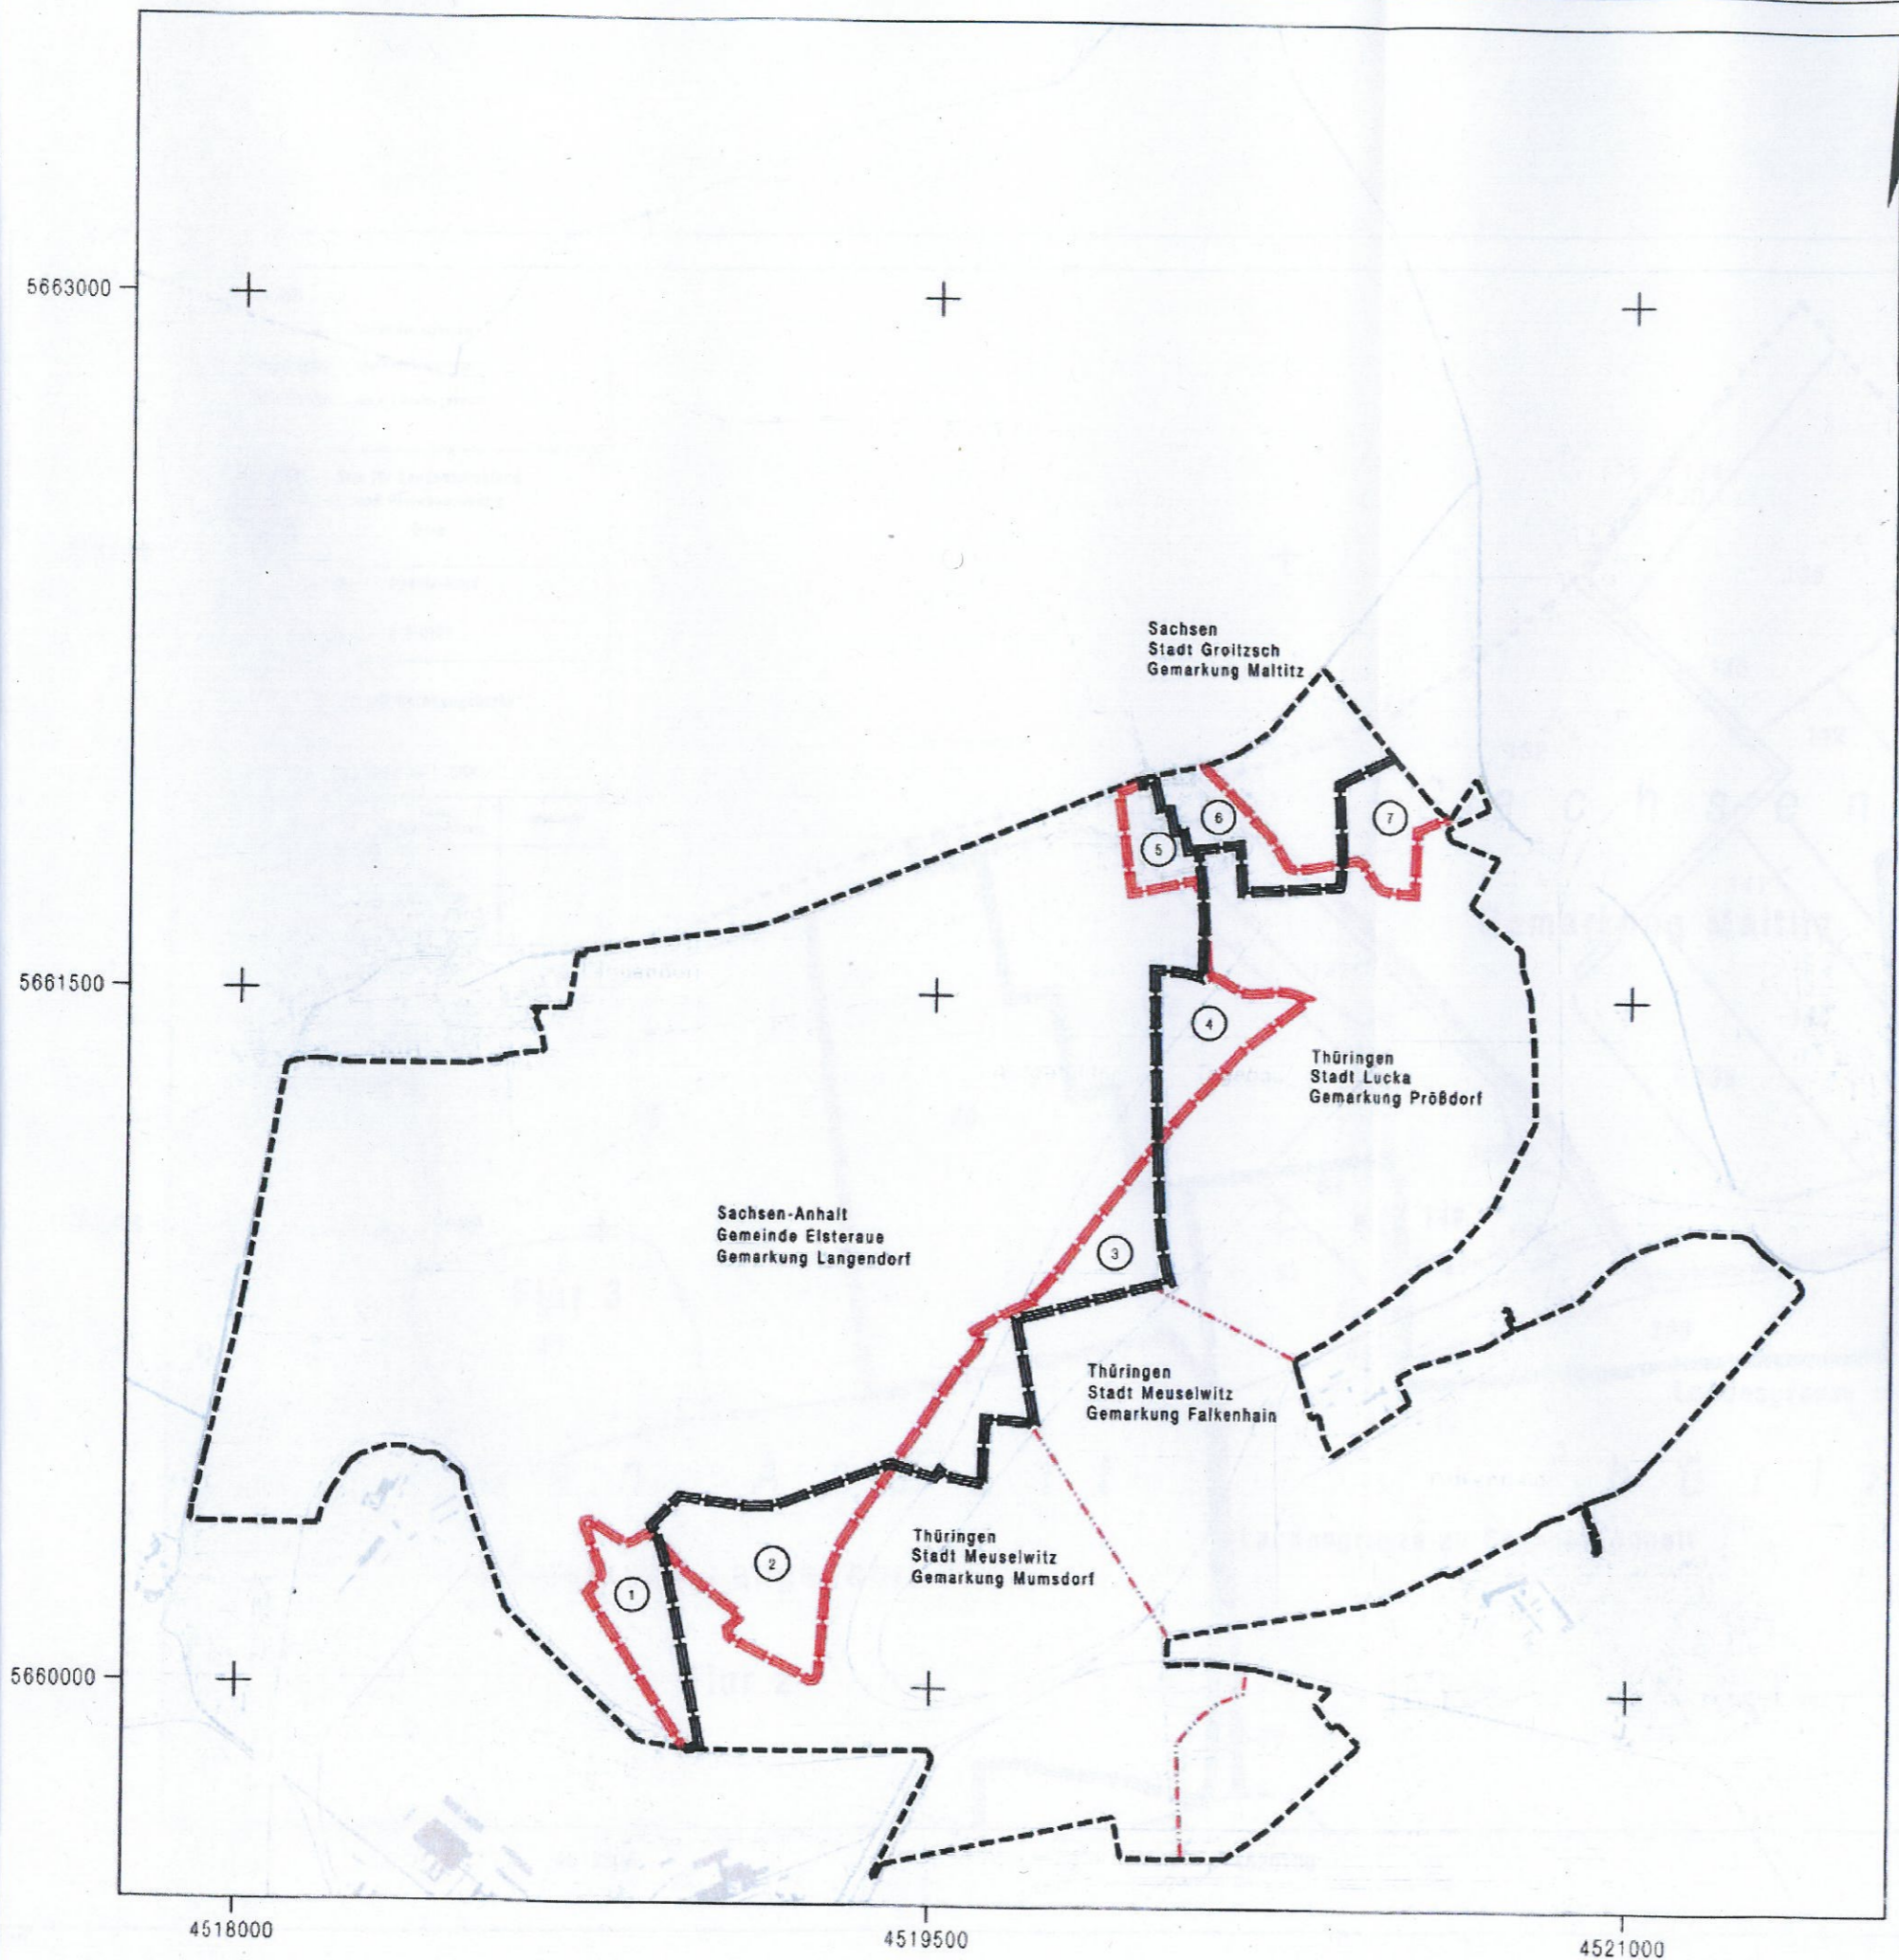 5663000
Sachsen
Stadt Groitzsch
Gemarkung Maltitz
6
7
5
5661500
4
Thüringen
Stadt Lucka
Gemarkung Prößdorf
Sachsen-Anhalt
Gemeinde Elsteraue
Gemarkung Langendorf
3
Thüringen
Stadt Meuselwitz
Gemarkung Falkenhain
Thüringen
Stadt Meuselwitz
Gemarkung Mumsdorf
2
1
5660000
4518000
4519500
4521000